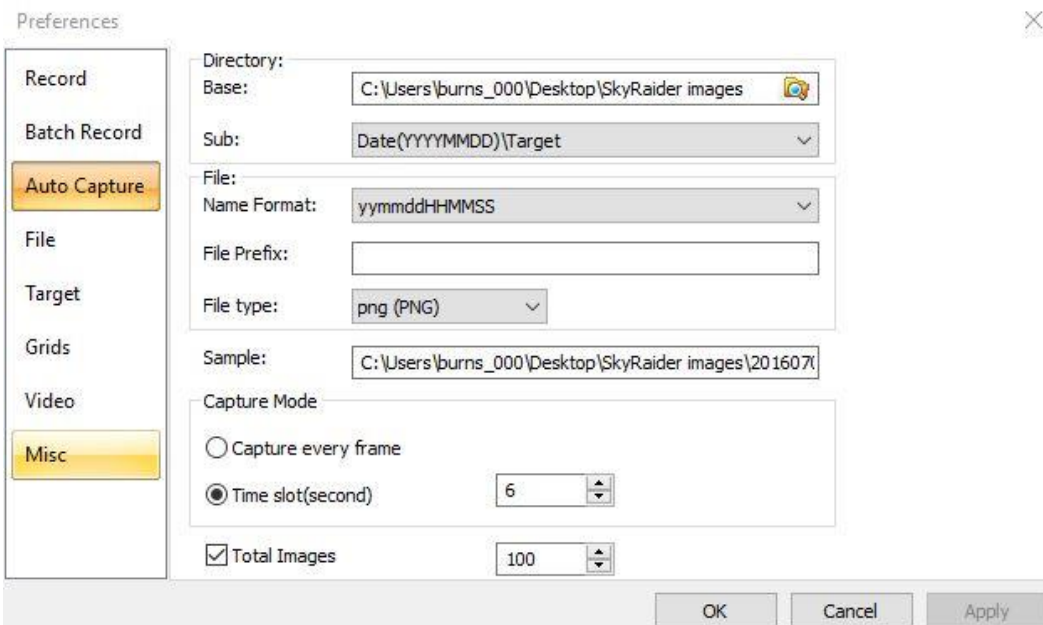 Preferences
Record
Batch Record
Auto Capture
File
Target
Grids
Video
Misc
Directory:
Base: C:\Users\burns_000\Desktop\SkyRaider images
Sub: Date(YYYYMMDD)\Target
File:
Name Format: yymmddHHMMSS
File Prefix:
File type: png (PNG)
Sample: C:\Users\burns_000\Desktop\SkyRaider images\2016070
Capture Mode
Capture every frame
Time slot(second) 6
Total Images 100
OK Cancel Apply